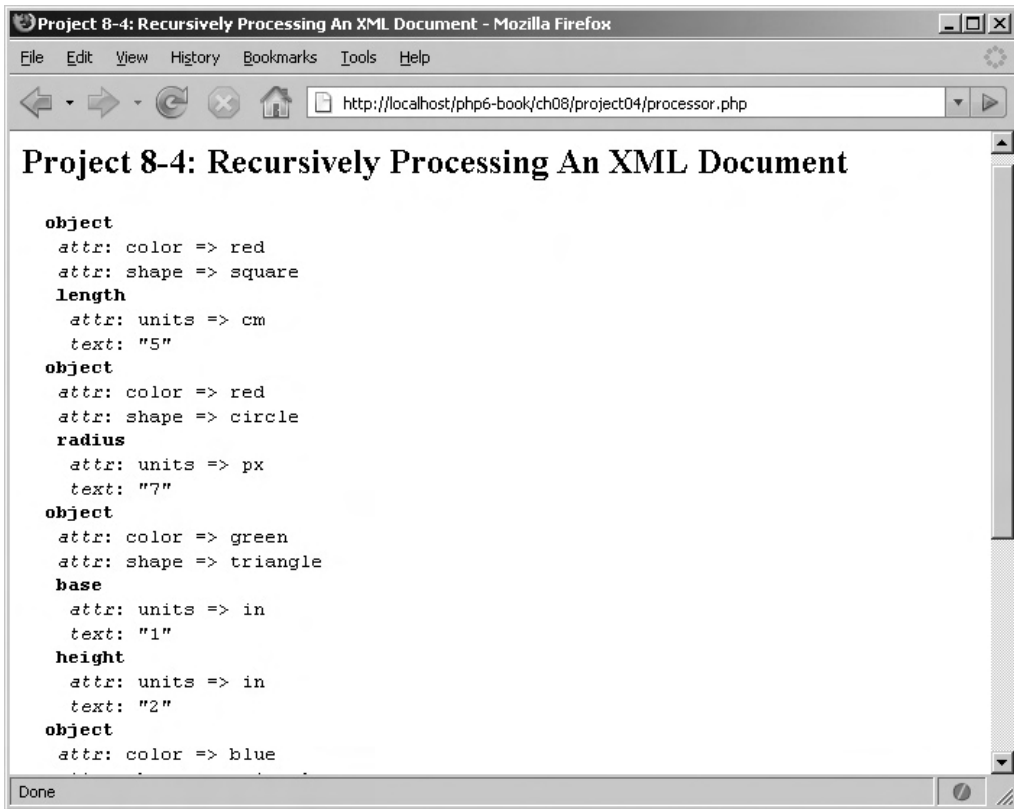 Project 8-4: Recursively Processing An XML Document - Mozilla Firefox
File Edit View History Bookmarks Tools Help
http://localhost/php6-book/ch08/project04/processor.php
Project 8-4: Recursively Processing An XML Document
object
attr: color => red
attr: shape => square
length
attr: units => cm
text: "5"
object
attr: color => red
attr: shape => circle
radius
attr: units => px
text: "7"
object
attr: color => green
attr: shape => triangle
base
attr: units => in
text: "1"
height
attr: units => in
text: "2"
object
attr: color => blue
Done